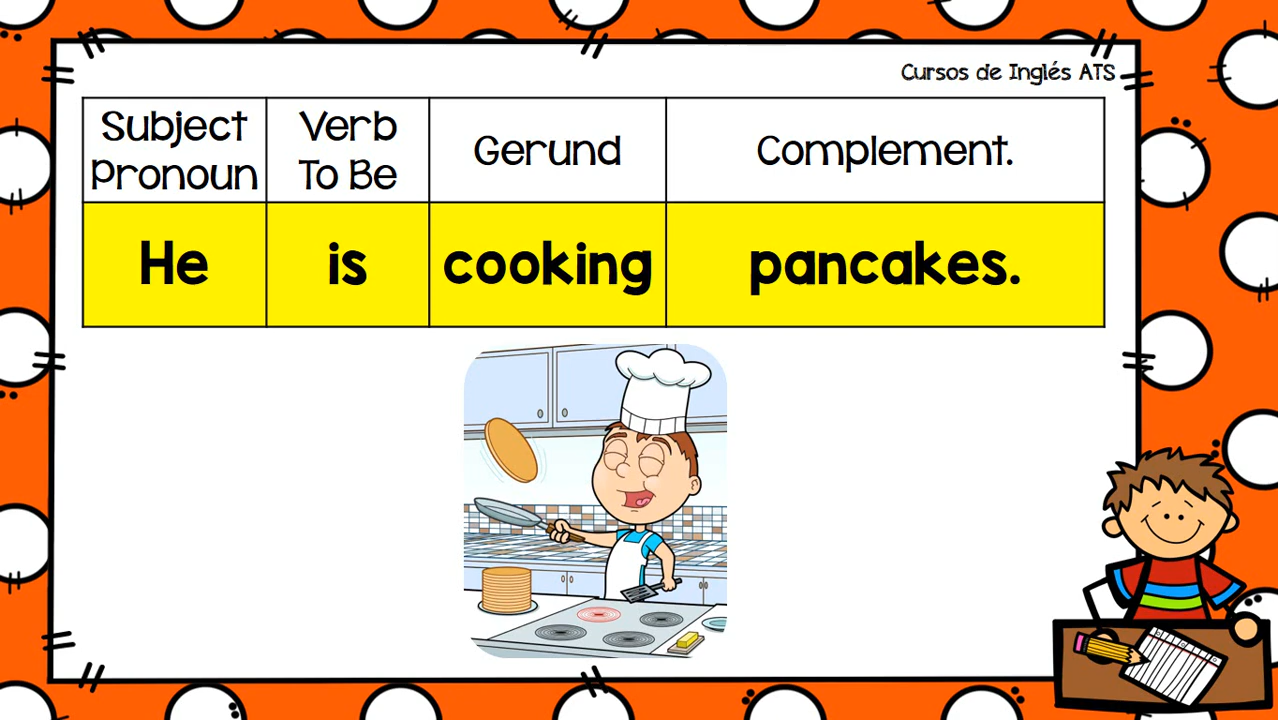 Cursos de Inglés ATS
Subject Pronoun
Verb To Be
Gerund
Complement.
He
is
cooking
pancakes.